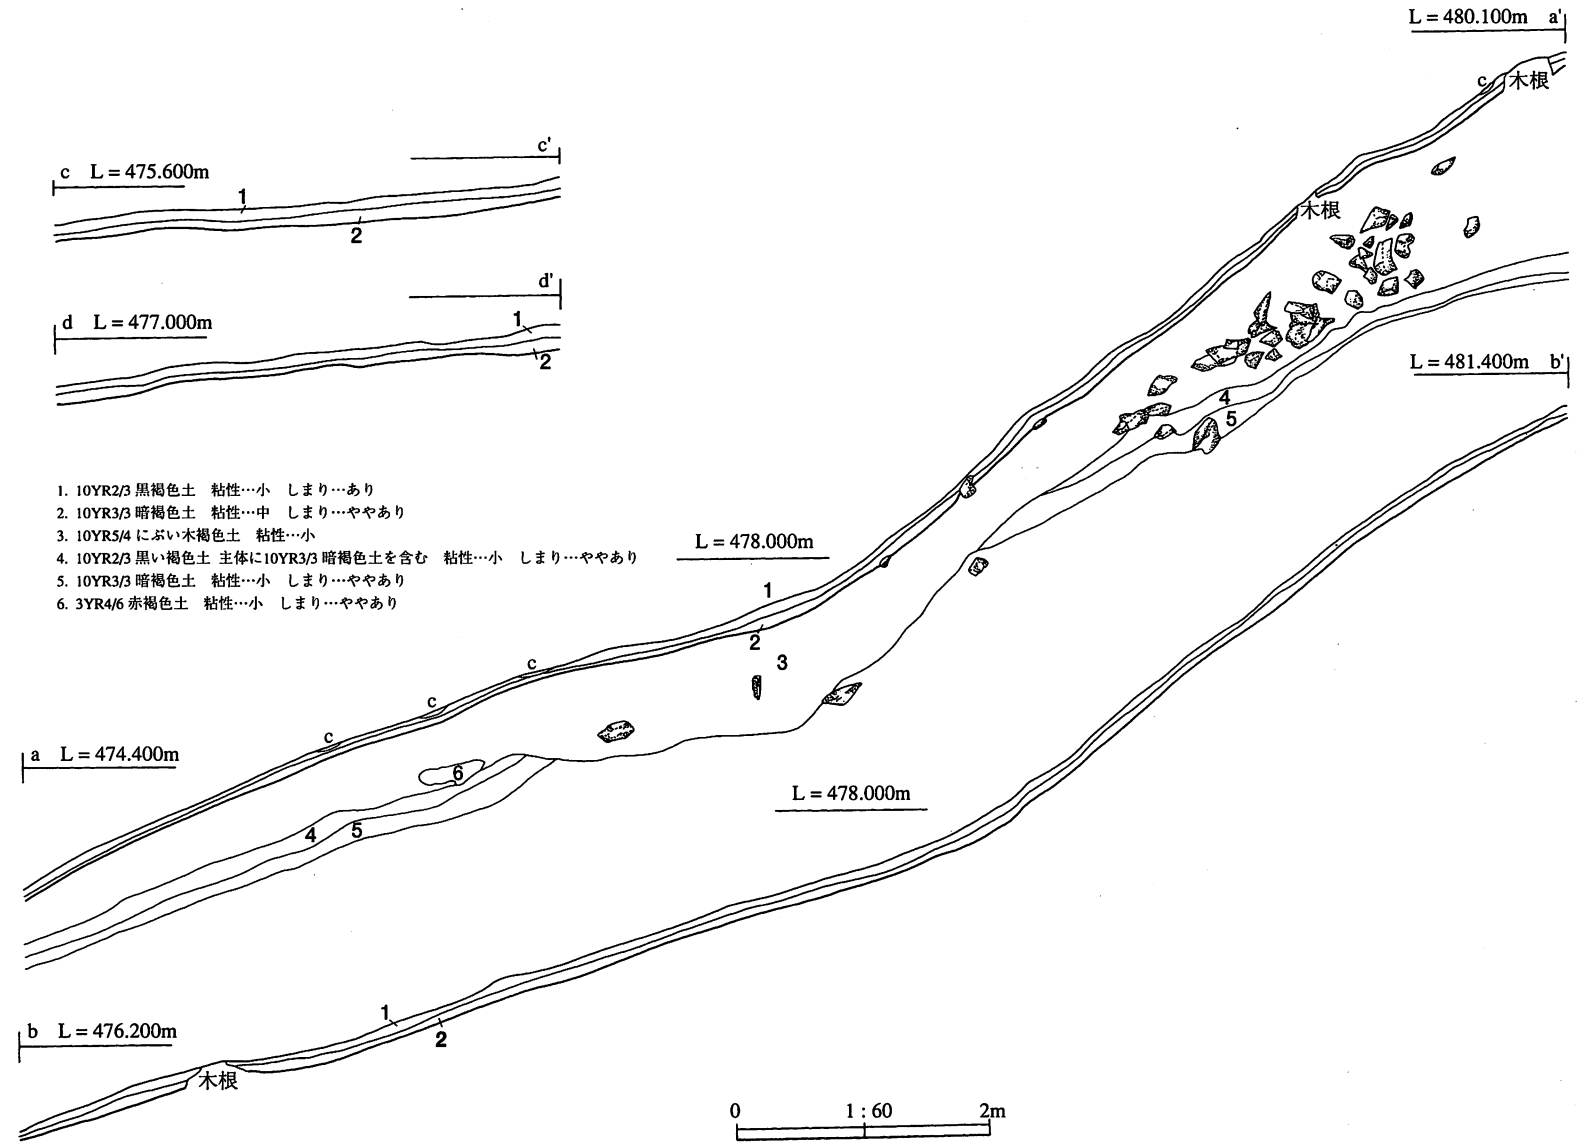 L = 480.100m a'
c
木根
c'
c L = 475.600m
1
2
木根
d'
d L = 477.000m
1
2
L = 481.400m b'
4
5
1. 10YR2/3 黒褐色土 粘性…小 しまり…あり
2. 10YR3/3 暗褐色土 粘性…中 しまり…ややあり
3. 10YR5/4 にぶい木褐色土 粘性…小
4. 10YR2/3 黒い褐色土 主体に10YR3/3 暗褐色土を含む 粘性…小 しまり…ややあり
5. 10YR3/3 暗褐色土 粘性…小 しまり…ややあり
6. 3YR4/6 赤褐色土 粘性…小 しまり…ややあり
L = 478.000m
1
2
3
c
c
c
a L = 474.400m
6
4
5
L = 478.000m
1
2
b L = 476.200m
木根
0 1 : 60 2m